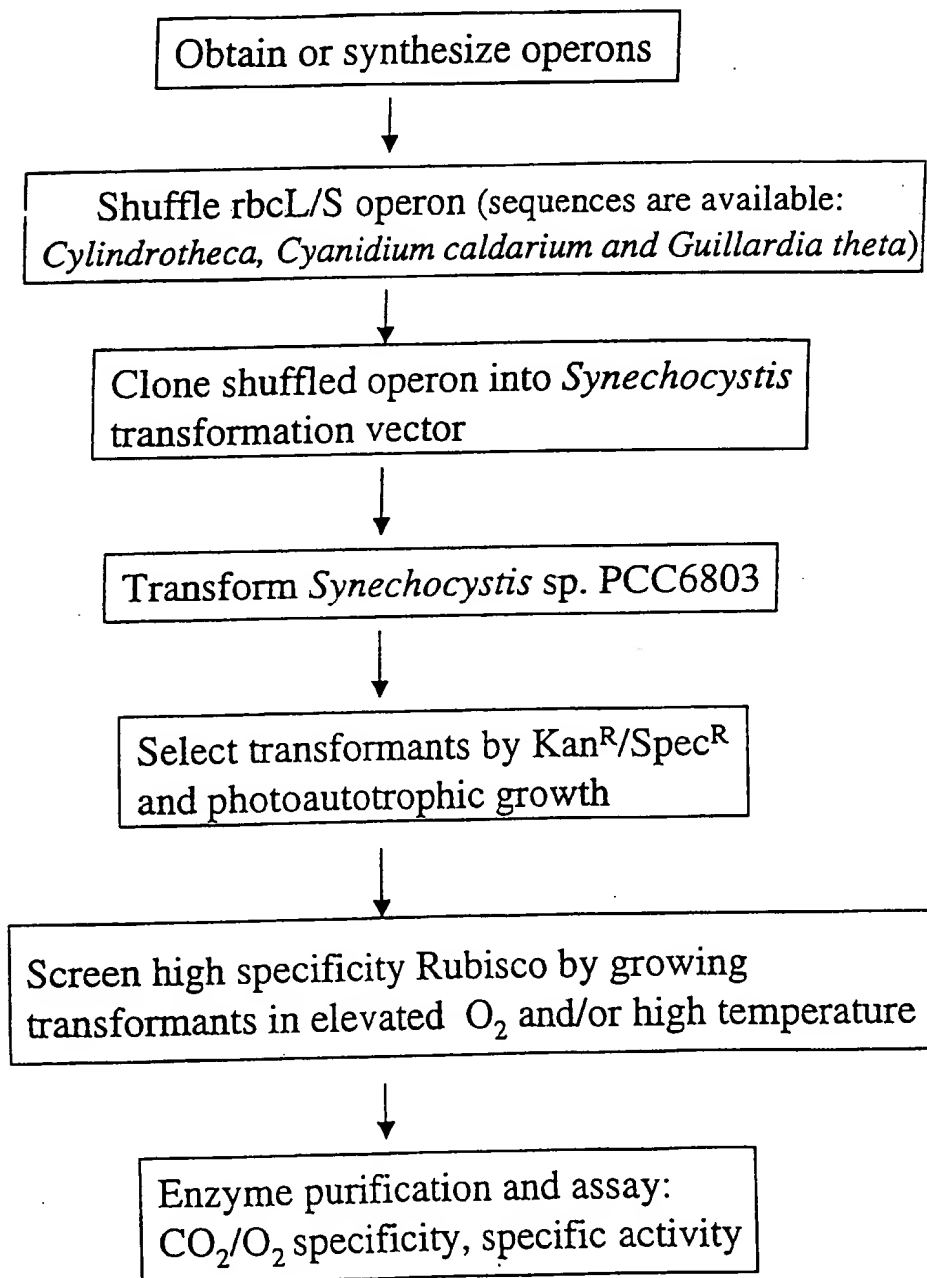 Obtain or synthesize operons
Shuffle rbcL/S operon (sequences are available:
Cylindrotheca, Cyanidium caldarium and Guillardia theta)
Clone shuffled operon into Synechocystis
transformation vector
Transform Synechocystis sp. PCC6803
Select transformants by Kanᴿ/Specᴿ
and photoautotrophic growth
Screen high specificity Rubisco by growing
transformants in elevated O₂ and/or high temperature
Enzyme purification and assay:
CO₂/O₂ specificity, specific activity